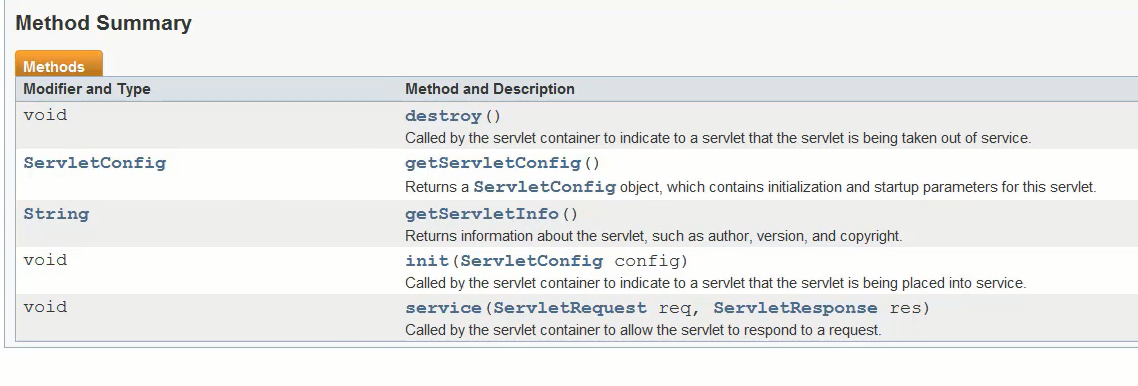 Method Summary
Methods
Modifier and Type Method and Description
void destroy()
Called by the servlet container to indicate to a servlet that the servlet is being taken out of service.
ServletConfig getServletConfig()
Returns a ServletConfig object, which contains initialization and startup parameters for this servlet.
String getServletInfo()
Returns information about the servlet, such as author, version, and copyright.
void init(ServletConfig config)
Called by the servlet container to indicate to a servlet that the servlet is being placed into service.
void service(ServletRequest req, ServletResponse res)
Called by the servlet container to allow the servlet to respond to a request.